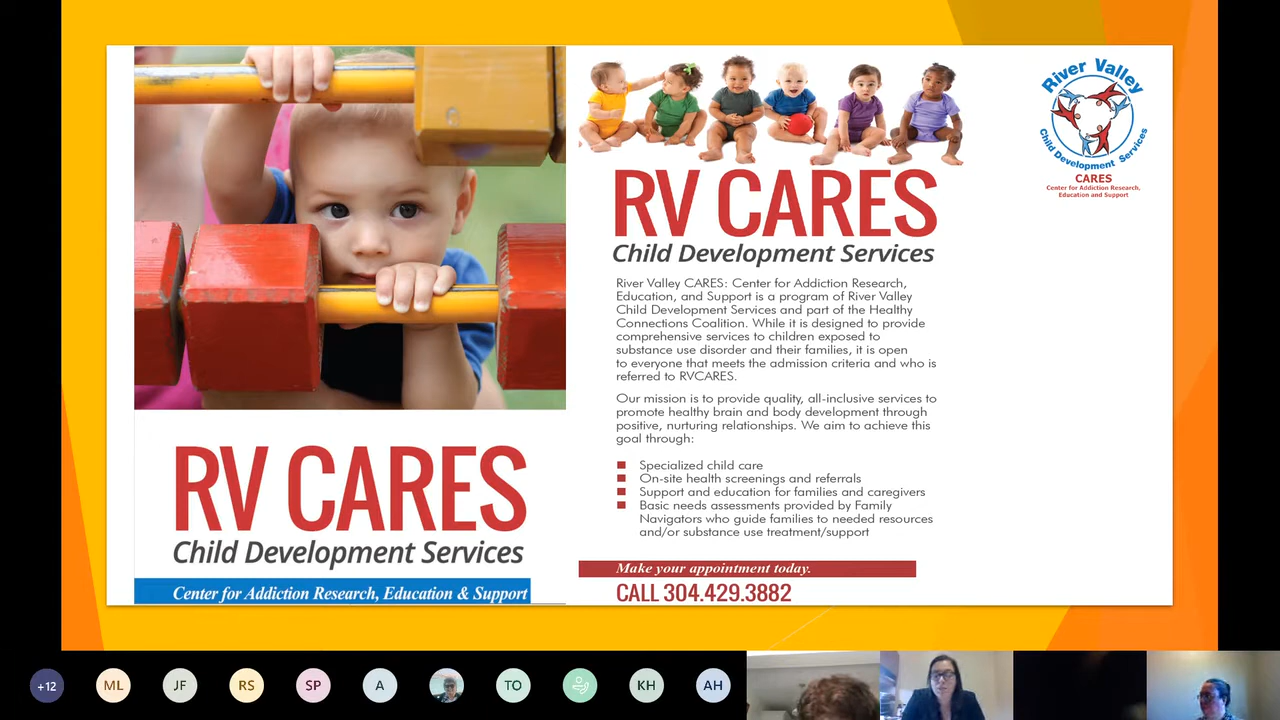 RV CARES
Child Development Services
Center for Addiction Research, Education & Support
RV CARES
Child Development Services
River Valley CARES: Center for Addiction Research,
Education, and Support is a program of River Valley
Child Development Services and part of the Healthy
Connections Coalition. While it is designed to provide
comprehensive services to children exposed to
substance use disorder and their families, it is open
to everyone that meets the admission criteria and who is
referred to RVCARES.
Our mission is to provide quality, all-inclusive services to
promote healthy brain and body development through
positive, nurturing relationships. We aim to achieve this
goal through:
Specialized child care
On-site health screenings and referrals
Support and education for families and caregivers
Basic needs assessments provided by Family
Navigators who guide families to needed resources
and/or substance use treatment/support
Make your appointment today.
CALL 304.429.3882
River Valley
Child Development Services
CARES
Center for Addiction Research,
Education and Support
+12
ML
JF
RS
SP
A
TO
KH
AH